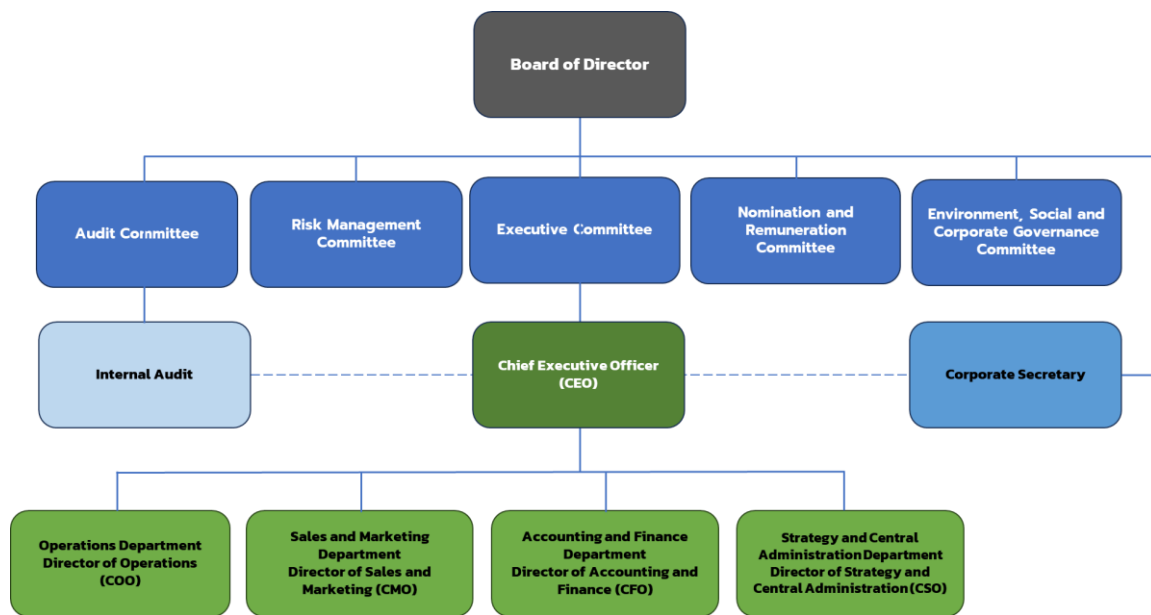 Board of Director
Audit Committee
Risk Management
Committee
Executive Committee
Nomination and
Remuneration
Committee
Environment, Social and
Corporate Governance
Committee
Internal Audit
Chief Executive Officer
(CEO)
Corporate Secretary
Operations Department
Director of Operations
(COO)
Sales and Marketing
Department
Director of Sales and
Marketing (CMO)
Accounting and Finance
Department
Director of Accounting and
Finance (CFO)
Strategy and Central
Administration Department
Director of Strategy and
Central Administration (CSO)